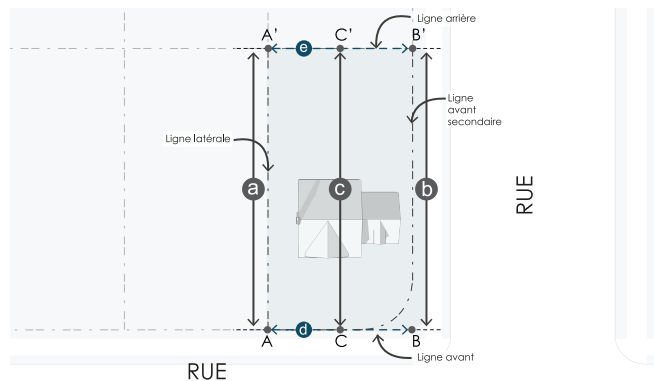 Ligne arrière
A' C' B'
e
Ligne
avant
secondaire
Ligne latérale
a c b
RUE
d
A C B
Ligne avant
RUE